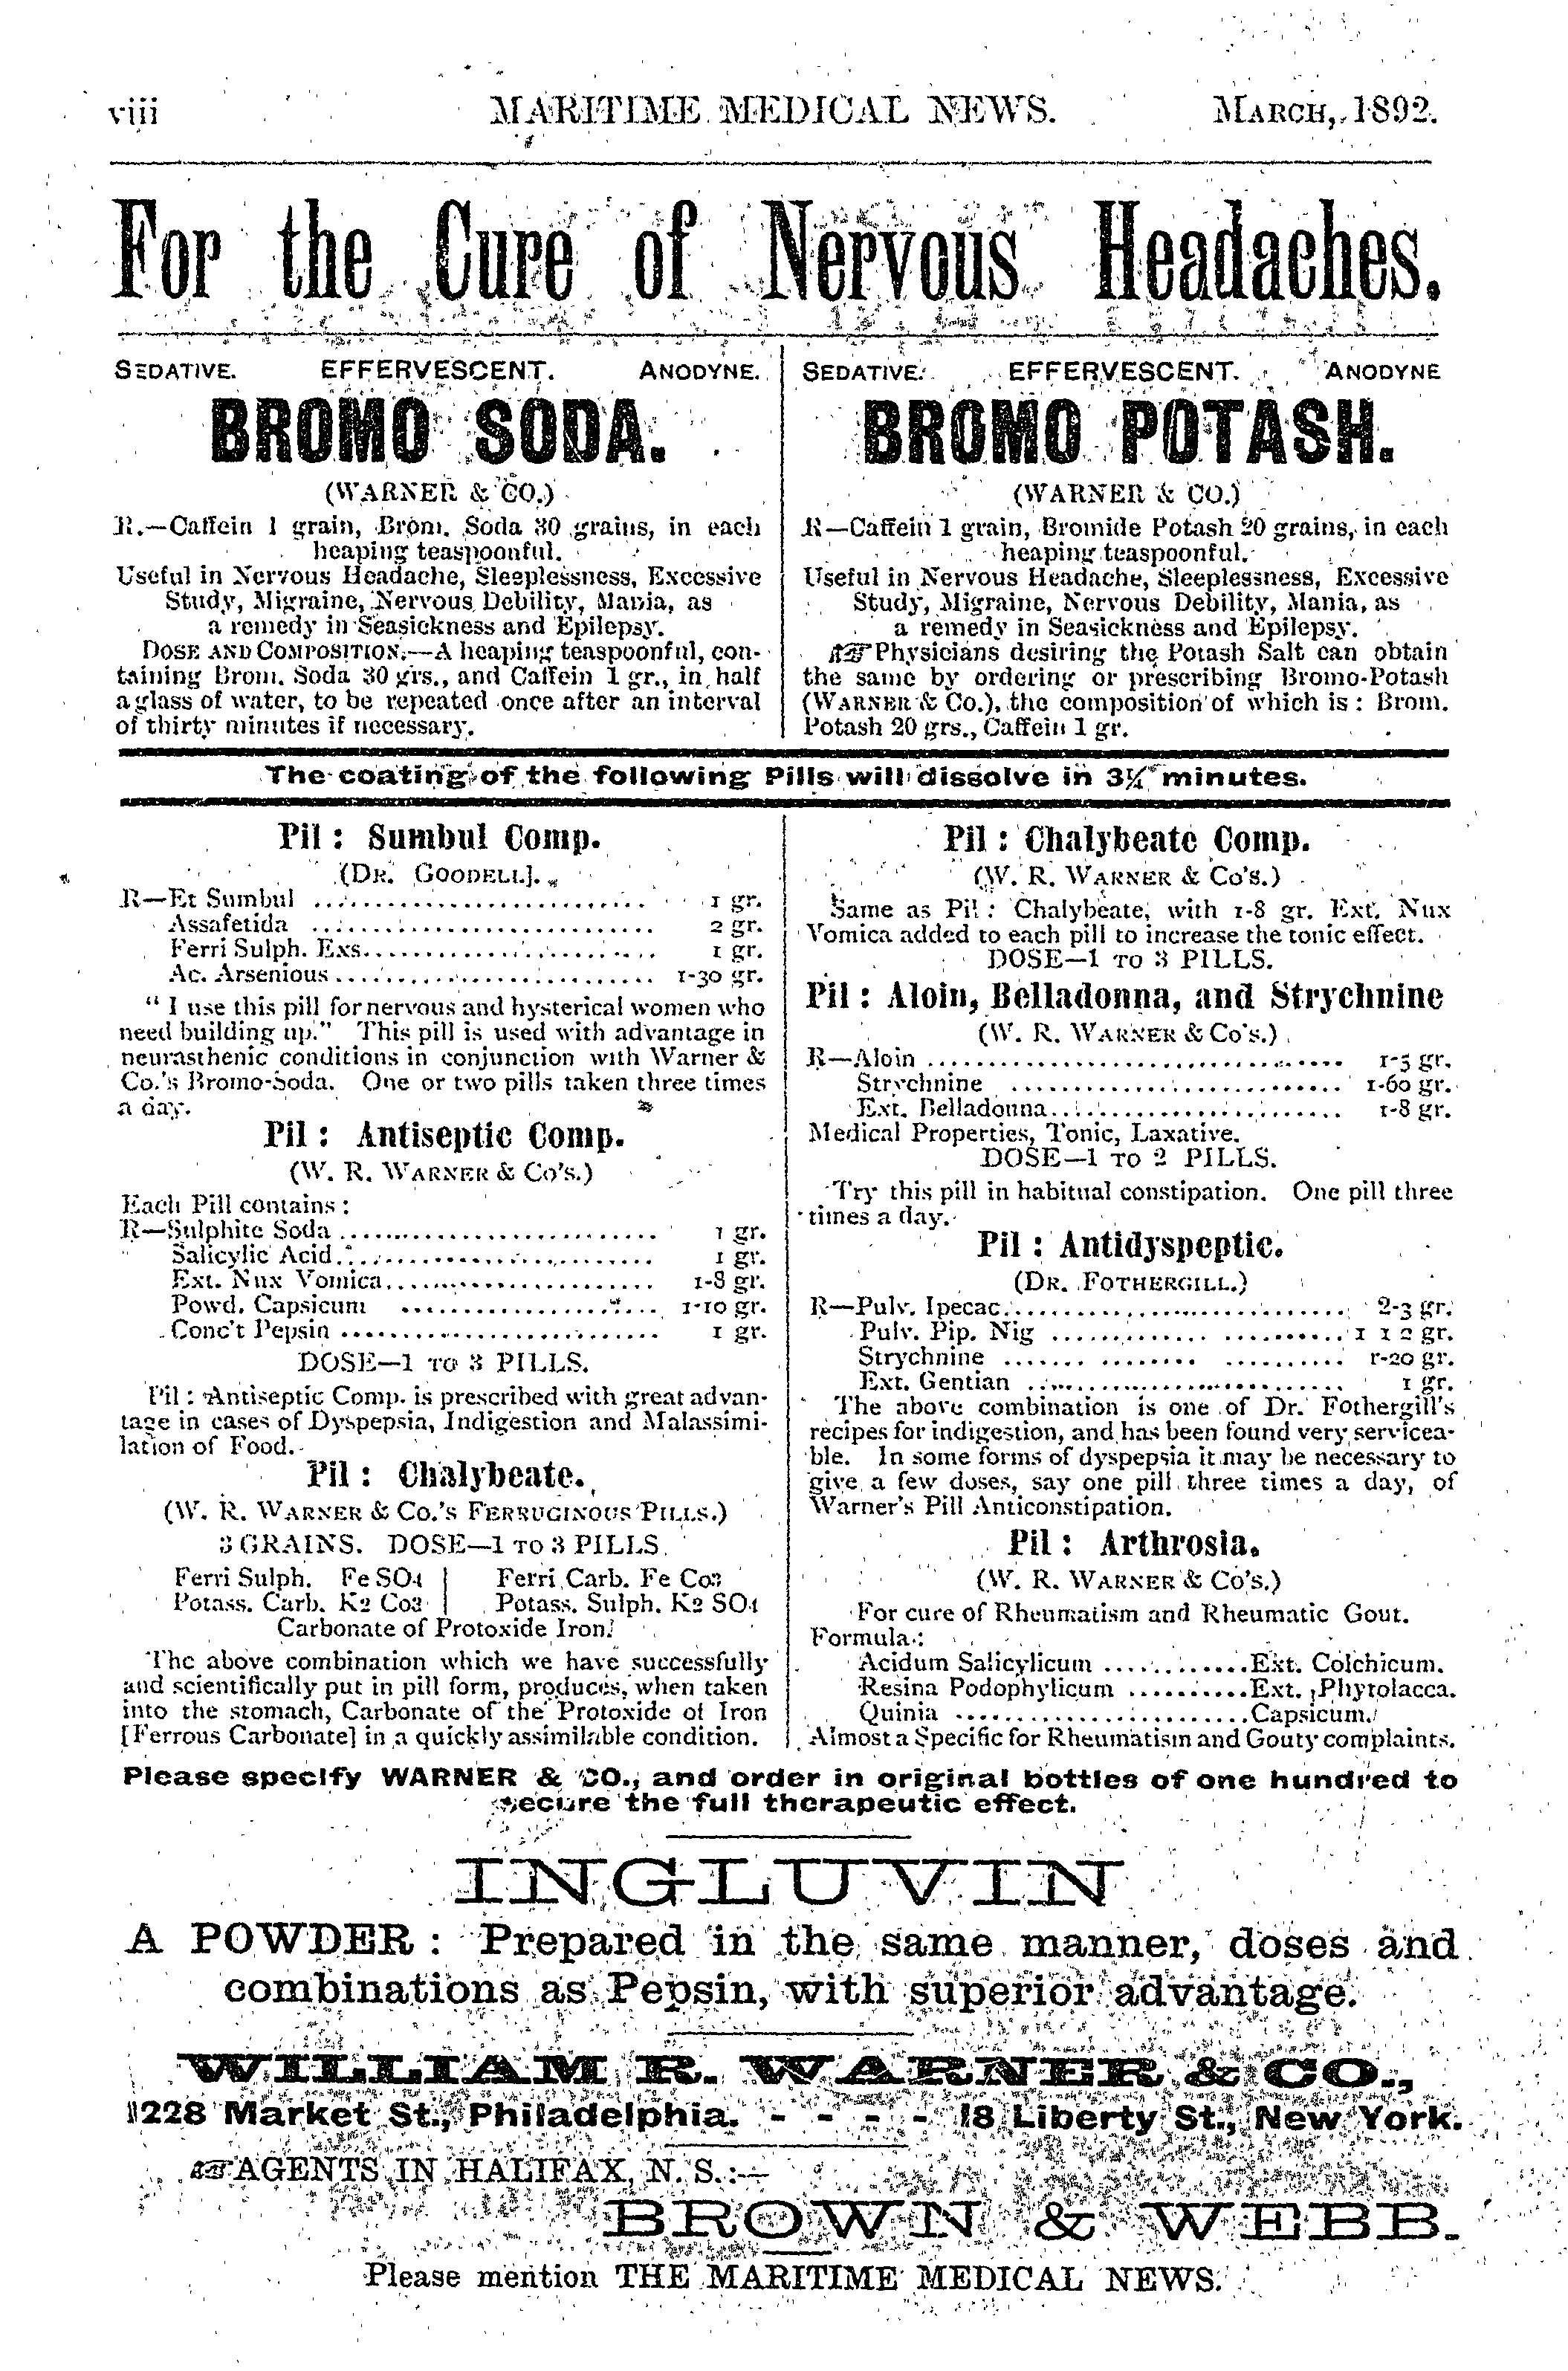 viii MARITIME MEDICAL NEWS. MARCH, 1892.
For the Cure of Nervous Headaches.
SEDATIVE. EFFERVESCENT. ANODYNE.
BROMO SODA.
(WARNER & CO.)
R.—Caffein 1 grain, Brom. Soda 30 grains, in each
heaping teaspoonful.
Useful in Nervous Headache, Sleeplessness, Excessive
Study, Migraine, Nervous Debility, Mania, as
a remedy in Seasickness and Epilepsy.
DOSE AND COMPOSITION.—A heaping teaspoonful, con-
taining Brom. Soda 30 grs., and Caffein 1 gr., in half
a glass of water, to be repeated once after an interval
of thirty minutes if necessary.
SEDATIVE. EFFERVESCENT. ANODYNE
BROMO POTASH.
(WARNER & CO.)
R—Caffein 1 grain, Bromide Potash 20 grains, in each
heaping teaspoonful.
Useful in Nervous Headache, Sleeplessness, Excessive
Study, Migraine, Nervous Debility, Mania, as
a remedy in Seasickness and Epilepsy.
☞Physicians desiring the Potash Salt can obtain
the same by ordering or prescribing Bromo-Potash
(WARNER & Co.), the composition of which is: Brom.
Potash 20 grs., Caffein 1 gr.
The coating of the following Pills will dissolve in 3¼ minutes.
Pil: Sumbul Comp.
(DR. GOODELL].
R—Et Sumbul .......... 1 gr.
Assafetida .......... 2 gr.
Ferri Sulph. Exs.......... 1 gr.
Ac. Arsenious .......... 1-30 gr.
"I use this pill for nervous and hysterical women who
need building up." This pill is used with advantage in
neurasthenic conditions in conjunction with Warner &
Co.'s Bromo-Soda. One or two pills taken three times
a day.
Pil: Antiseptic Comp.
(W. R. WARNER & Co's.)
Each Pill contains:
R—Sulphite Soda .......... 1 gr.
Salicylic Acid .......... 1 gr.
Ext. Nux Vomica .......... 1-8 gr.
Powd. Capsicum .......... 1-10 gr.
Conc't Pepsin .......... 1 gr.
DOSE—1 TO 3 PILLS.
Pil: Antiseptic Comp. is prescribed with great advan-
tage in cases of Dyspepsia, Indigestion and Malassimi-
lation of Food.
Pil: Chalybeate.
(W. R. WARNER & Co.'s FERRUGINOUS PILLS.)
3 GRAINS. DOSE—1 TO 3 PILLS.
Ferri Sulph. Fe SO4 | Ferri Carb. Fe Co3
Potass. Carb. K2 Co3 | Potass. Sulph. K2 SO4
Carbonate of Protoxide Iron.
The above combination which we have successfully
and scientifically put in pill form, produces, when taken
into the stomach, Carbonate of the Protoxide of Iron
[Ferrous Carbonate] in a quickly assimilable condition.
Pil: Chalybeate Comp.
(W. R. WARNER & Co's.)
Same as Pil: Chalybeate, with 1-8 gr. Ext. Nux
Vomica added to each pill to increase the tonic effect.
DOSE—1 TO 3 PILLS.
Pil: Aloin, Belladonna, and Strychnine
(W. R. WARNER & Co's.)
R—Aloin .......... 1-5 gr.
Strychnine .......... 1-60 gr.
Ext. Belladonna .......... 1-8 gr.
Medical Properties, Tonic, Laxative.
DOSE—1 TO 2 PILLS.
Try this pill in habitual constipation. One pill three
times a day.
Pil: Antidyspeptic.
(DR. FOTHERGILL.)
R—Pulv. Ipecac .......... 2-3 gr.
Pulv. Pip. Nig .......... 1 1 2 gr.
Strychnine .......... 1-20 gr.
Ext. Gentian .......... 1 gr.
The above combination is one of Dr. Fothergill's
recipes for indigestion, and has been found very servicea-
ble. In some forms of dyspepsia it may be necessary to
give a few doses, say one pill three times a day, of
Warner's Pill Anticonstipation.
Pil: Arthrosia.
(W. R. WARNER & Co's.)
For cure of Rheumatism and Rheumatic Gout.
Formula:
Acidum Salicylicum ..........Ext. Colchicum.
Resina Podophylicum ..........Ext. Phytolacca.
Quinia ..........Capsicum.
Almost a Specific for Rheumatism and Gouty complaints.
Please specify WARNER & CO., and order in original bottles of one hundred to
secure the full therapeutic effect.
INGLUVIN
A POWDER: Prepared in the same manner, doses and
combinations as Pepsin, with superior advantage.
WILLIAM R. WARNER & CO.,
1228 Market St., Philadelphia. - - - - 18 Liberty St., New York.
☞AGENTS IN HALIFAX, N. S.:—
BROWN & WEBB.
Please mention THE MARITIME MEDICAL NEWS.